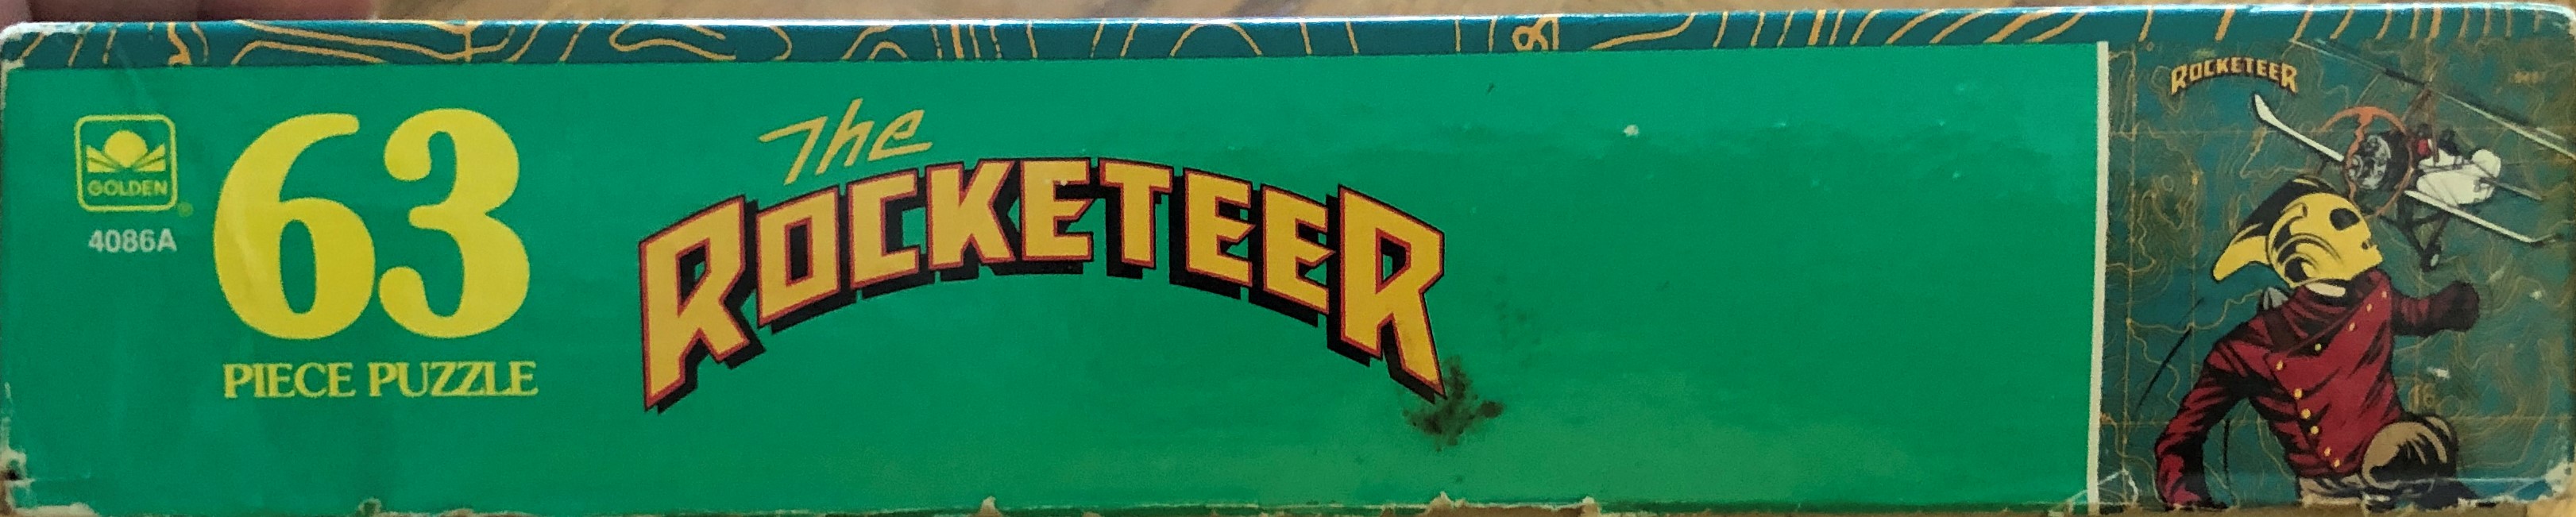 GOLDEN
4086A
63
PIECE PUZZLE
The
ROCKETEER
ROCKETEER